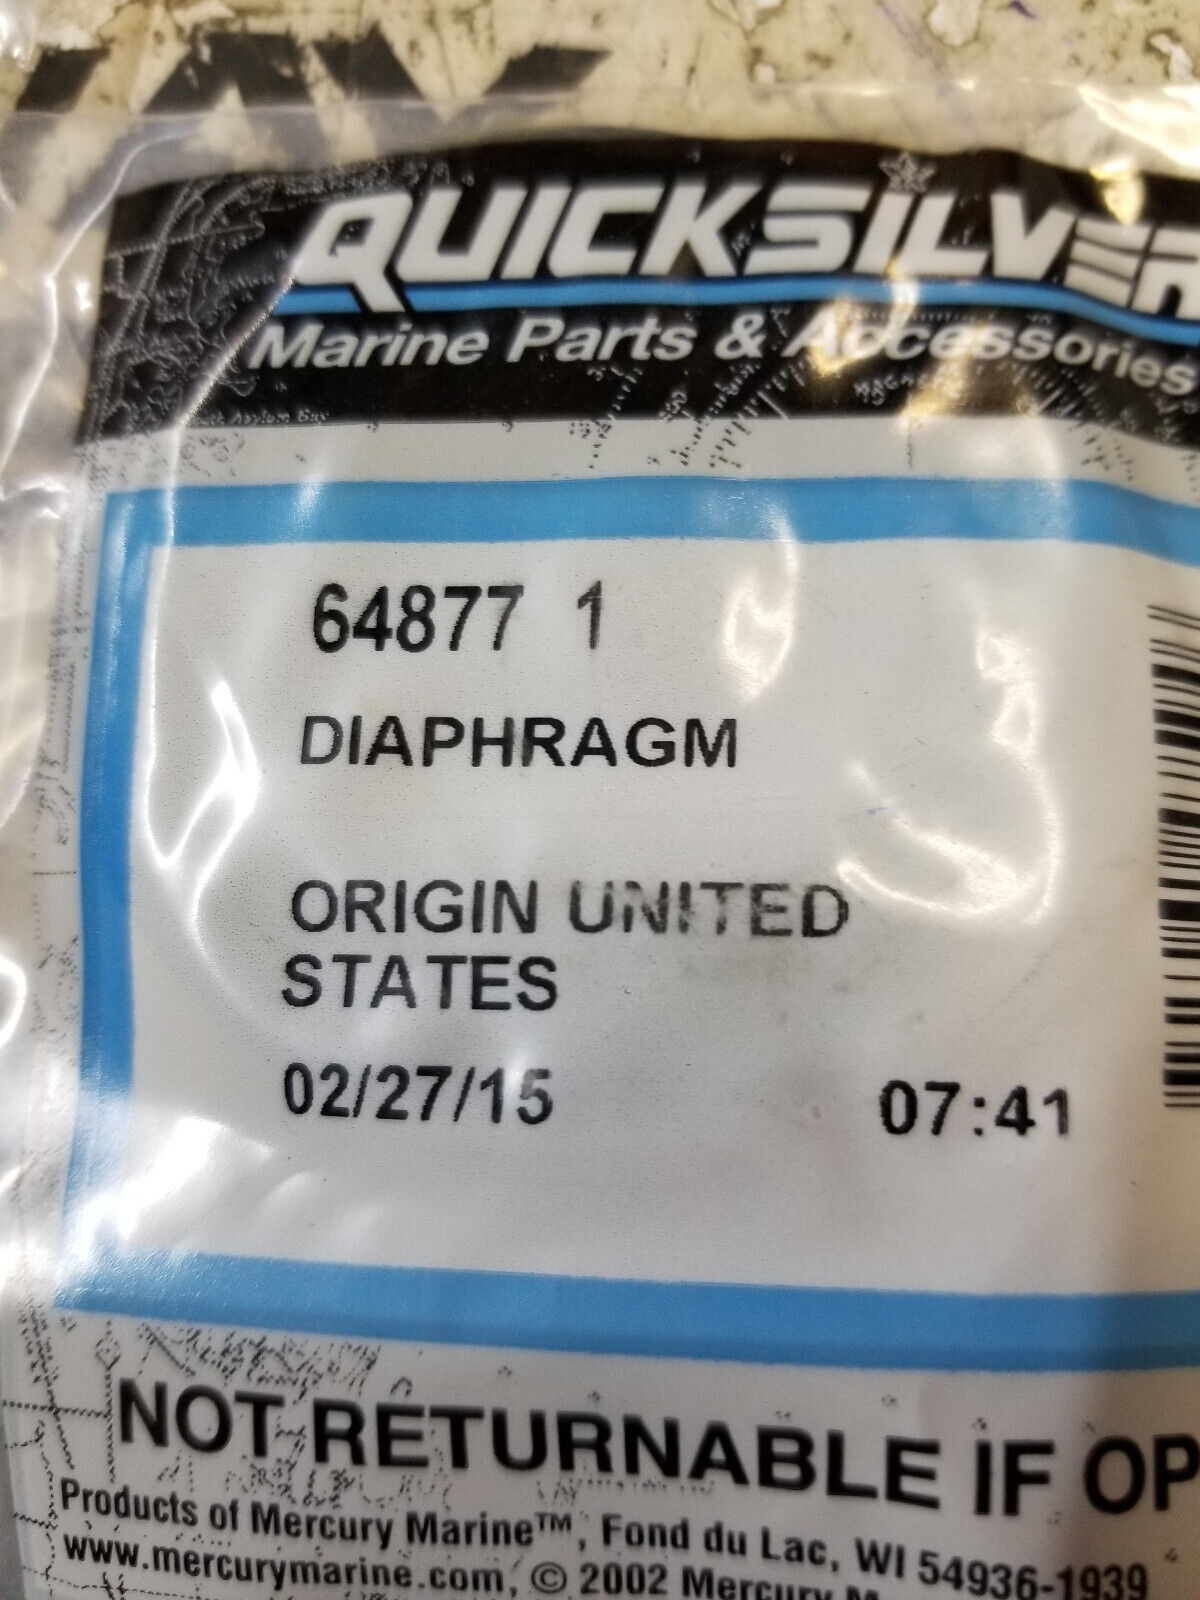 QUICKSILVER
Marine Parts & Accessories
64877 1
DIAPHRAGM
ORIGIN UNITED
STATES
02/27/15 07:41
NOT RETURNABLE IF OP
Products of Mercury Marine™, Fond du Lac, WI 54936-1939
www.mercurymarine.com, © 2002 Mercury M